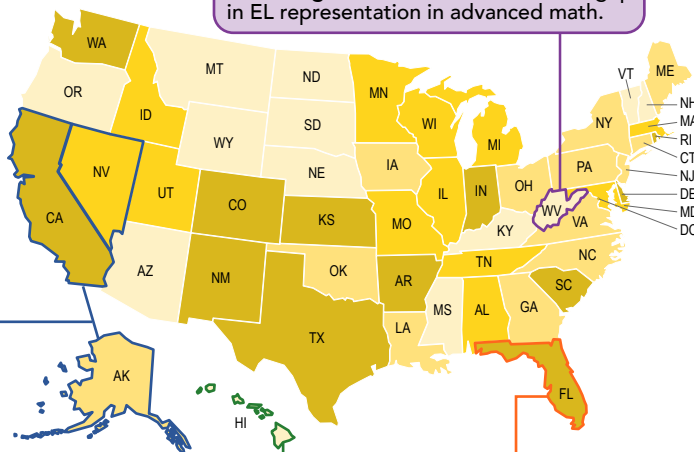 in EL representation in advanced math.
WA
MT
ND
MN
VT
ME
OR
ID
SD
WI
MI
NY
NH
MA
RI
CT
NJ
DE
MD
DC
WY
NE
IA
PA
NV
UT
CO
KS
MO
IL
IN
OH
WV
VA
KY
CA
AZ
NM
OK
AR
TN
NC
SC
TX
LA
MS
AL
GA
AK
HI
FL